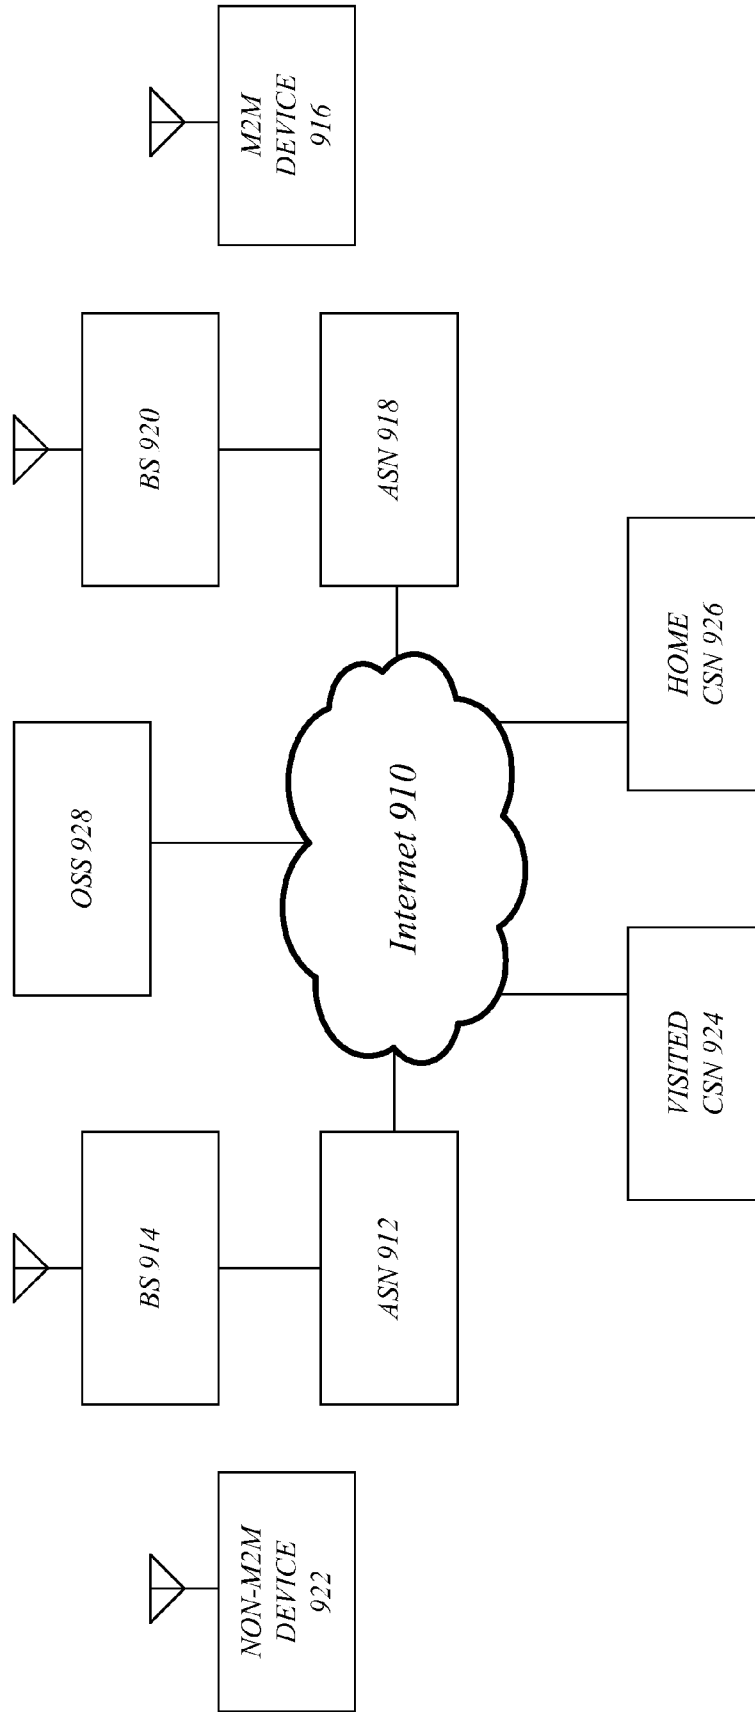 OSS 928
BS 914
BS 920
NON-M2M
DEVICE
922
M2M
DEVICE
916
ASN 912
Internet 910
ASN 918
VISITED
CSN 924
HOME
CSN 926